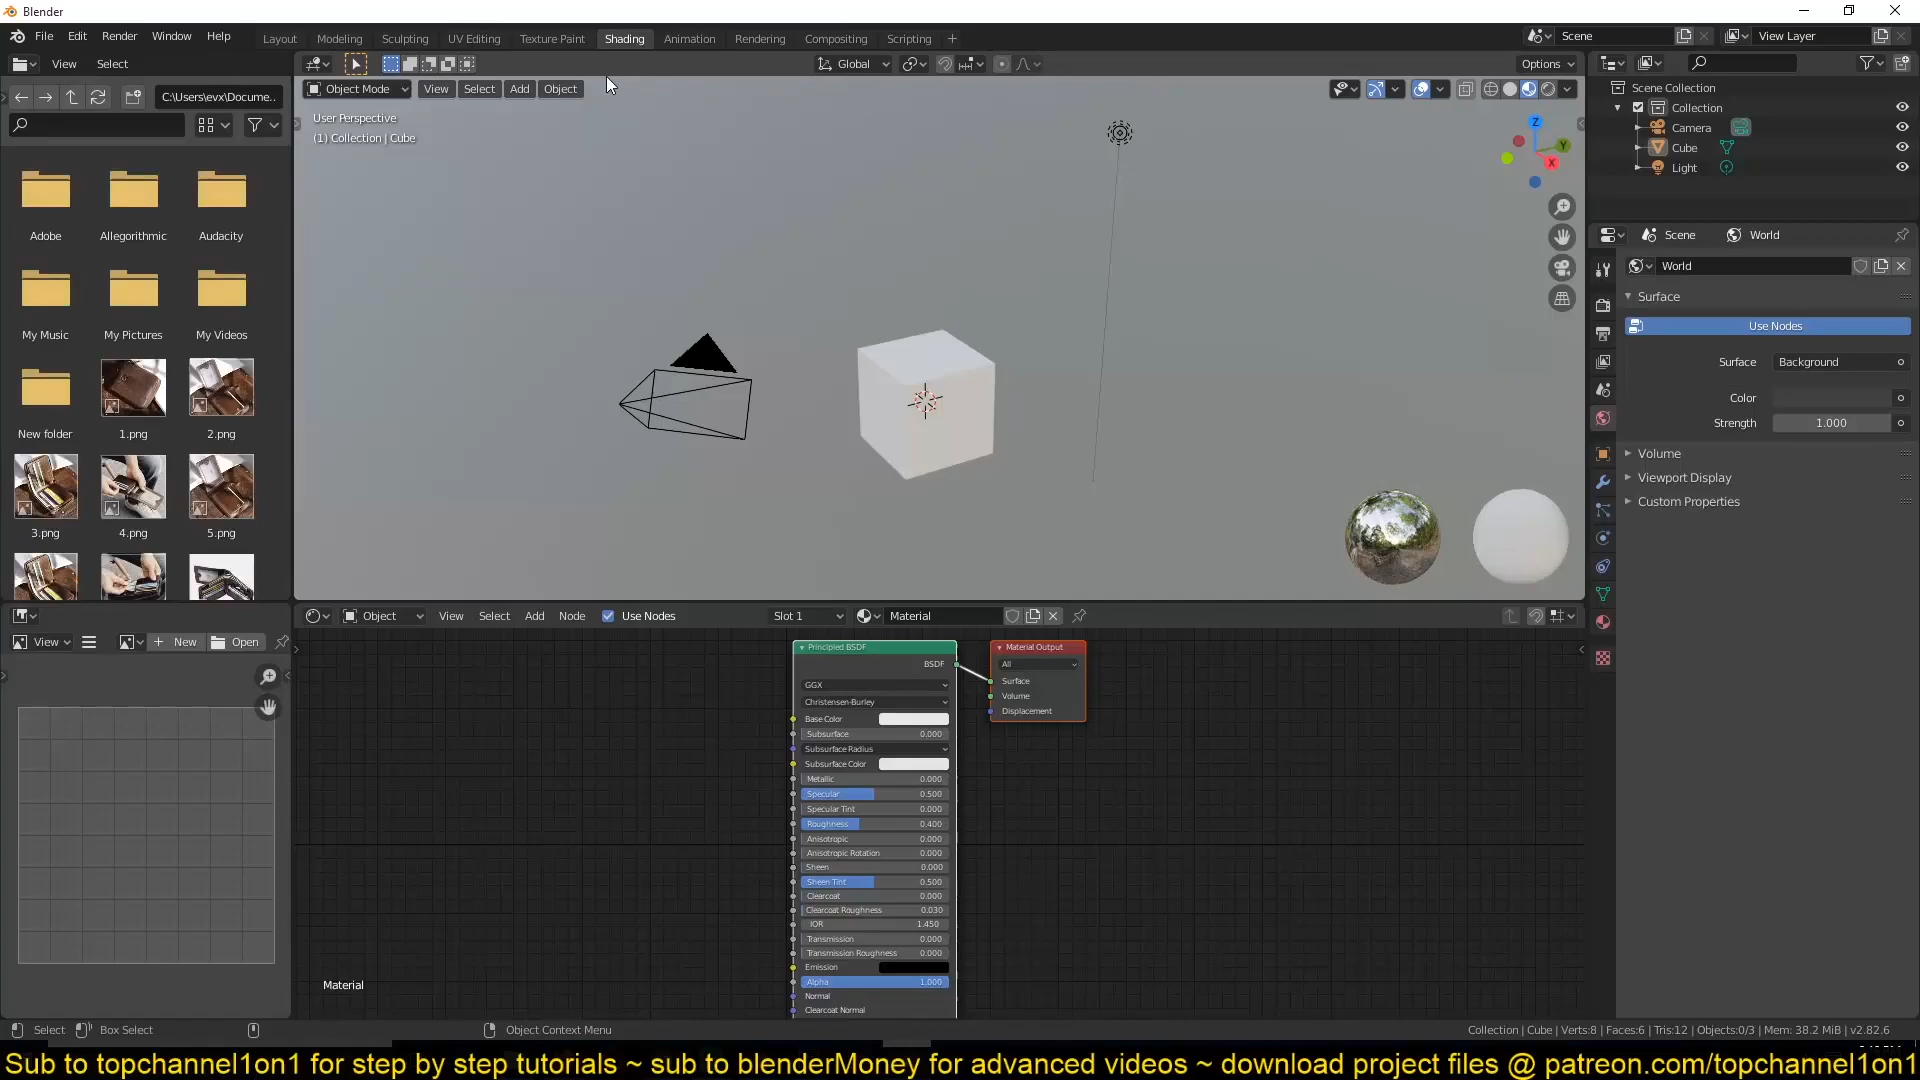 Blender
File Edit Render Window Help
Layout Modeling Sculpting UV Editing Texture Paint Shading Animation Rendering Compositing Scripting +
Scene
View Layer
View Select
Global
Options
C:\Users\evx\Docume..
Object Mode View Select Add Object
User Perspective
(1) Collection | Cube
Z
Y
X
Adobe Allegorithmic Audacity
My Music My Pictures My Videos
New folder 1.png 2.png
3.png 4.png 5.png
Scene Collection
Collection
Camera
Cube
Light
Scene World
World
Surface
Use Nodes
Surface Background
Color
Strength 1.000
Volume
Viewport Display
Custom Properties
View New Open
Object View Select Add Node Use Nodes Slot 1 Material
Principled BSDF
BSDF
GGX
Christensen-Burley
Base Color
Subsurface 0.000
Subsurface Radius
Subsurface Color
Metallic 0.000
Specular 0.500
Specular Tint 0.000
Roughness 0.400
Anisotropic 0.000
Anisotropic Rotation 0.000
Sheen 0.000
Sheen Tint 0.500
Clearcoat 0.000
Clearcoat Roughness 0.030
IOR 1.450
Transmission 0.000
Transmission Roughness 0.000
Emission
Alpha 1.000
Normal
Clearcoat Normal
Material Output
All
Surface
Volume
Displacement
Material
Select Box Select Object Context Menu
Collection | Cube | Verts:8 | Faces:6 | Tris:12 | Objects:0/3 | Mem: 38.2 MiB | v2.82.6
Sub to topchannel1on1 for step by step tutorials ~ sub to blenderMoney for advanced videos ~ download project files @ patreon.com/topchannel1on1